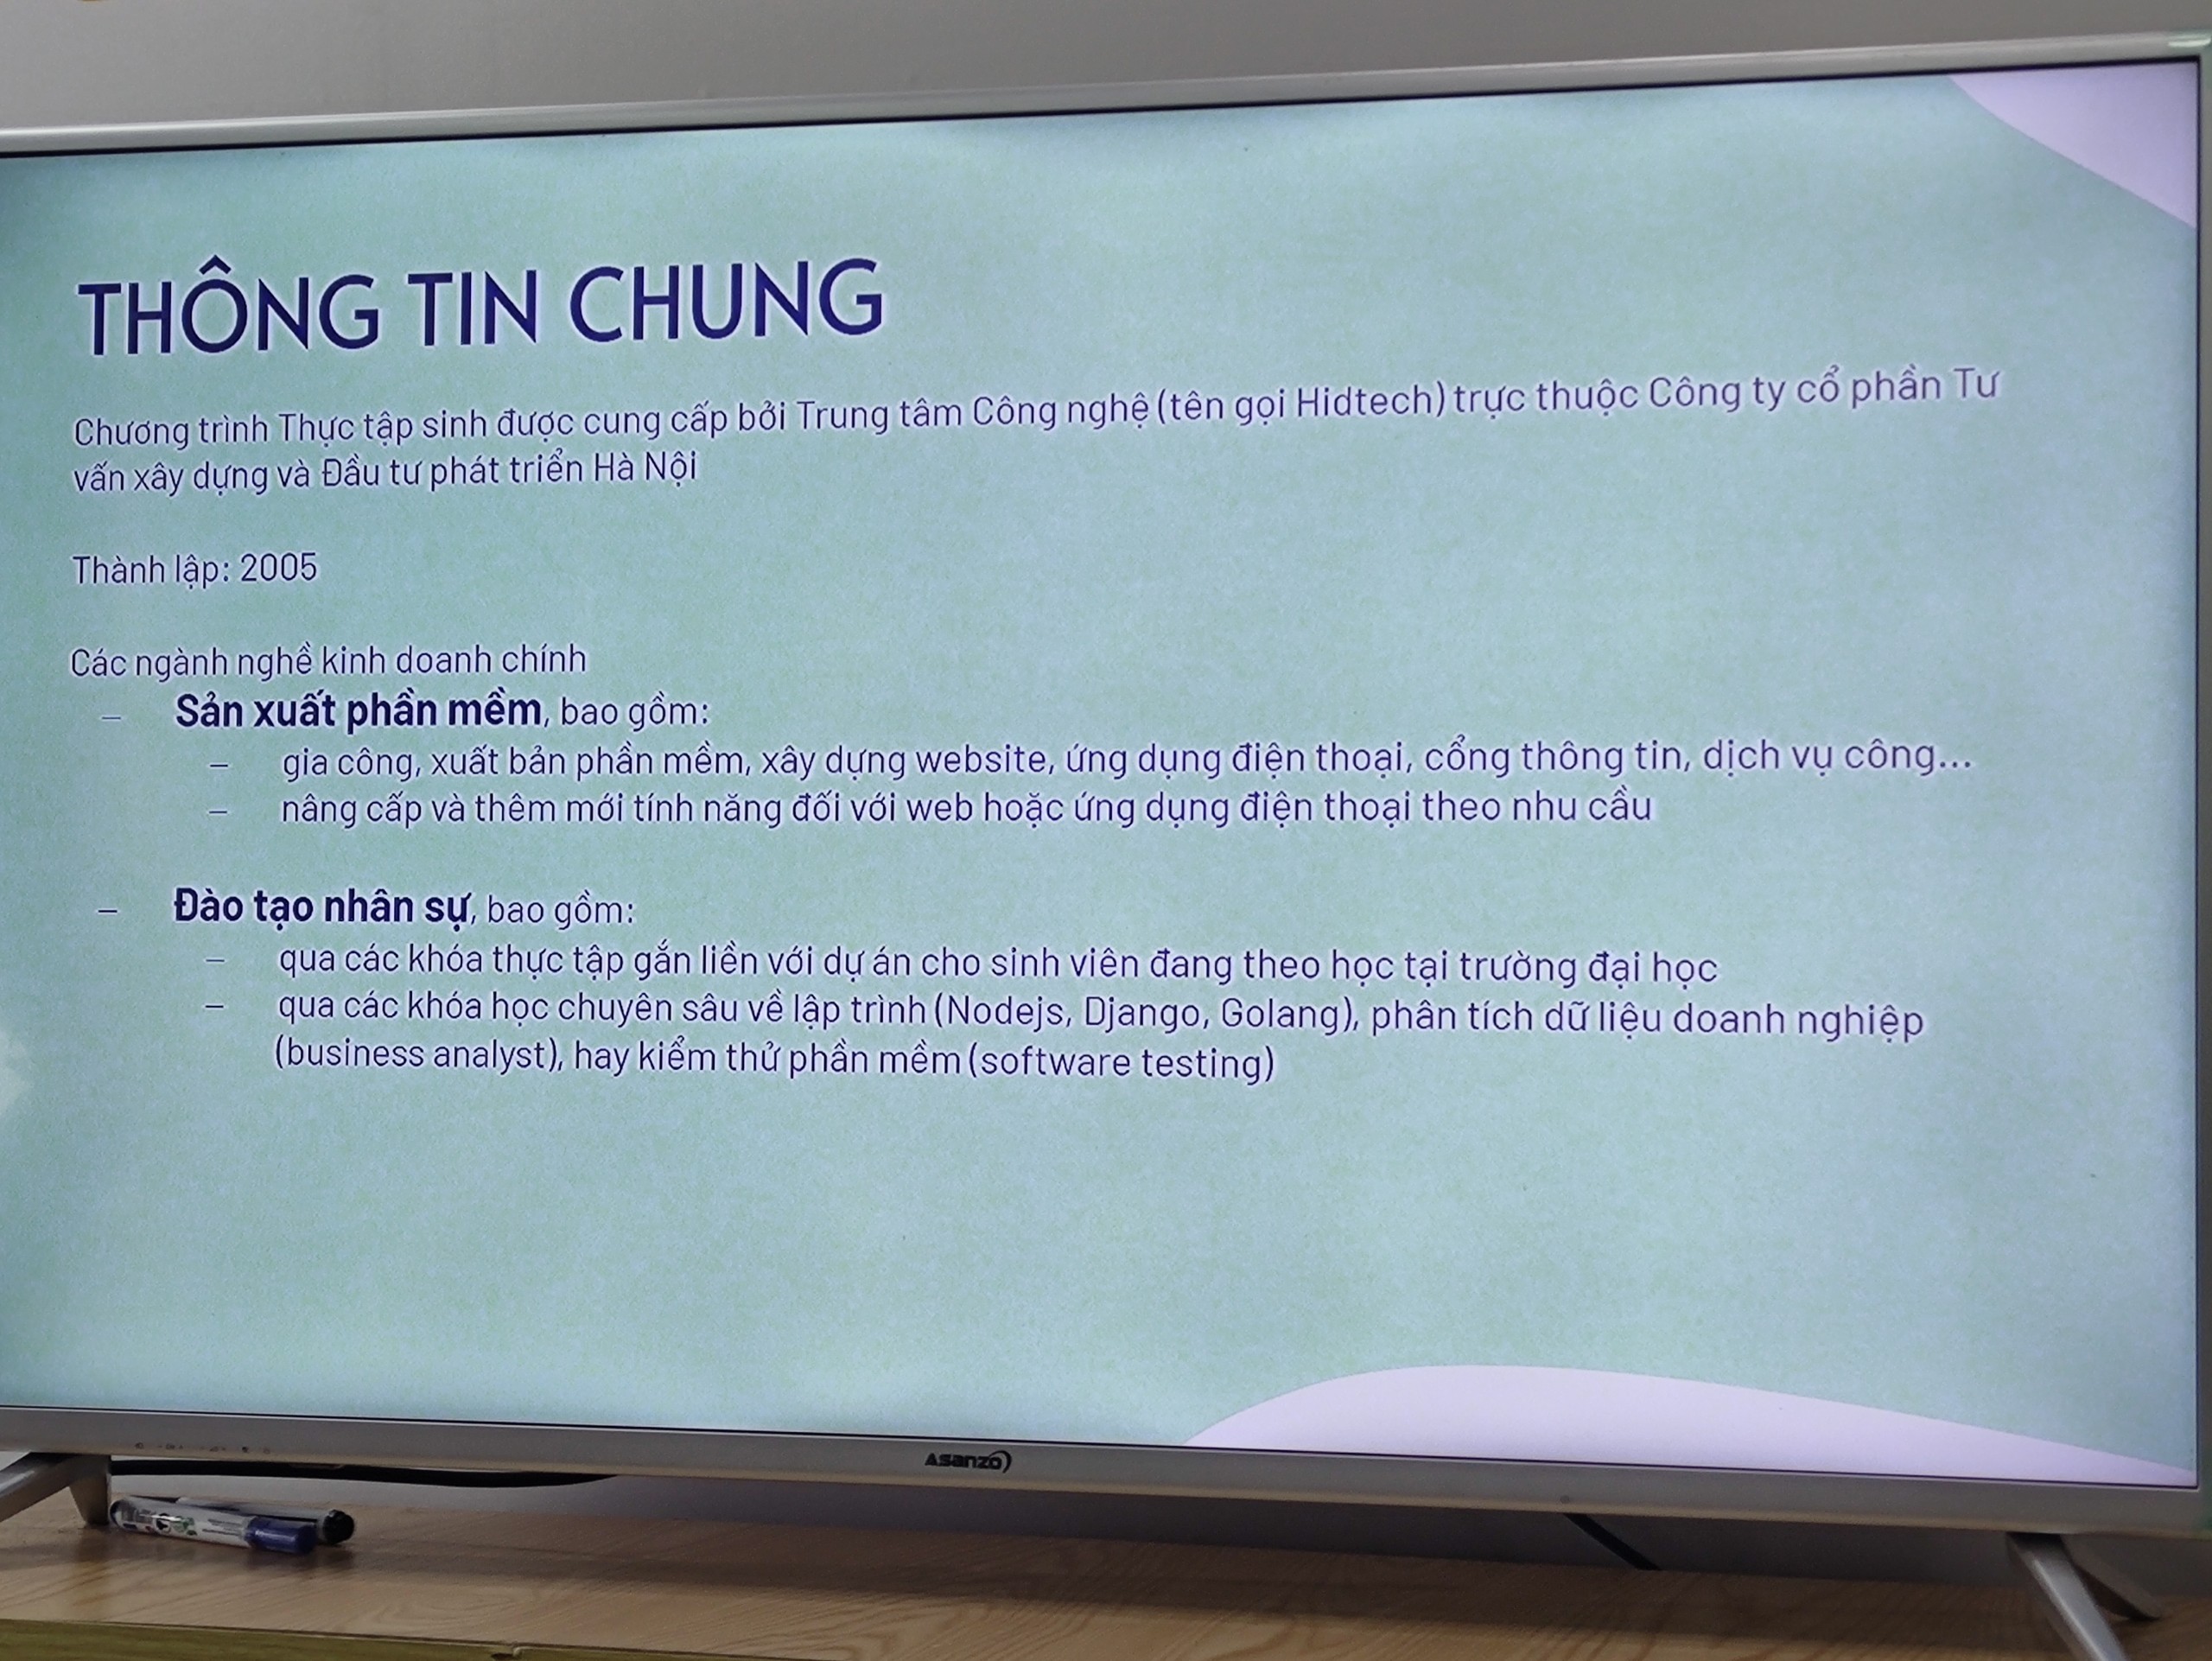 THÔNG TIN CHUNG
Chương trình Thực tập sinh được cung cấp bởi Trung tâm Công nghệ (tên gọi Hidtech) trực thuộc Công ty cổ phần Tư
vấn xây dựng và Đầu tư phát triển Hà Nội
Thành lập: 2005
Các ngành nghề kinh doanh chính
– Sản xuất phần mềm, bao gồm:
– gia công, xuất bản phần mềm, xây dựng website, ứng dụng điện thoại, cổng thông tin, dịch vụ công...
– nâng cấp và thêm mới tính năng đối với web hoặc ứng dụng điện thoại theo nhu cầu
– Đào tạo nhân sự, bao gồm:
– qua các khóa thực tập gắn liền với dự án cho sinh viên đang theo học tại trường đại học
– qua các khóa học chuyên sâu về lập trình (Nodejs, Django, Golang), phân tích dữ liệu doanh nghiệp
(business analyst), hay kiểm thử phần mềm (software testing)
Asanzo